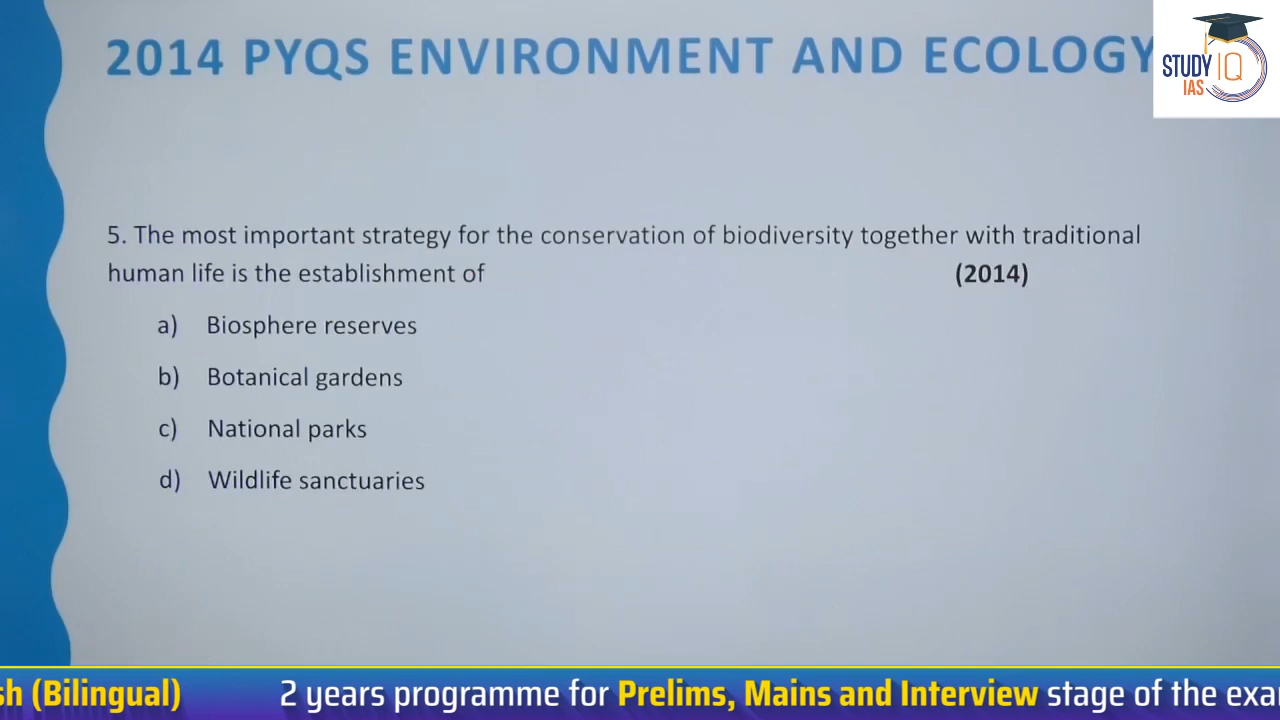 2014 PYQS ENVIRONMENT AND ECOLOGY
STUDY IQ
IAS
5. The most important strategy for the conservation of biodiversity together with traditional
human life is the establishment of (2014)
a) Biosphere reserves
b) Botanical gardens
c) National parks
d) Wildlife sanctuaries
sh (Bilingual) 2 years programme for Prelims, Mains and Interview stage of the exa